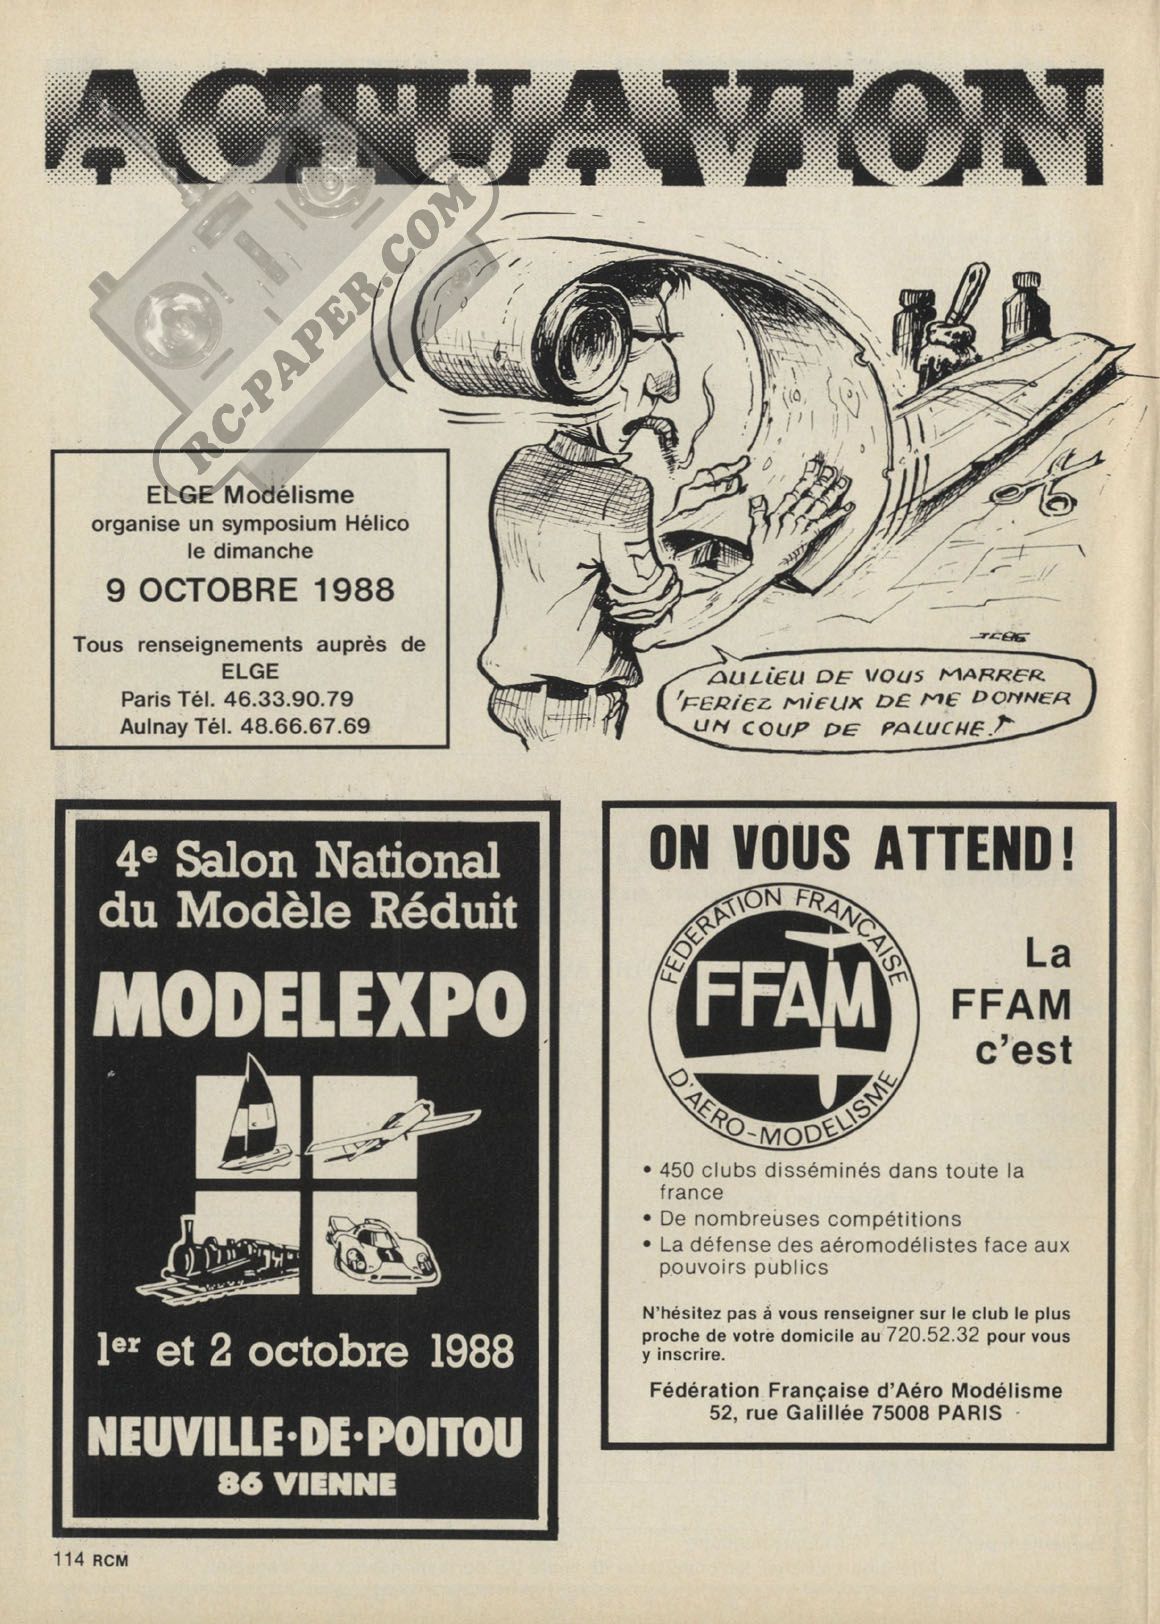 ACTUAVION
RC-PAPER.COM
ELGE Modélisme
organise un symposium Hélico
le dimanche
9 OCTOBRE 1988
Tous renseignements auprès de
ELGE
Paris Tél. 46.33.90.79
Aulnay Tél. 48.66.67.69
AU LIEU DE VOUS MARRER
'FERIEZ MIEUX DE ME DONNER
UN COUP DE PALUCHE!
4e Salon National
du Modèle Réduit
MODELEXPO
1er et 2 octobre 1988
NEUVILLE·DE·POITOU
86 VIENNE
ON VOUS ATTEND!
FEDERATION FRANÇAISE
FFAM
D'AERO-MODELISME
La
FFAM
c'est
• 450 clubs disséminés dans toute la
france
• De nombreuses compétitions
• La défense des aéromodélistes face aux
pouvoirs publics
N'hésitez pas à vous renseigner sur le club le plus
proche de votre domicile au 720.52.32 pour vous
y inscrire.
Fédération Française d'Aéro Modélisme
52, rue Galillée 75008 PARIS
114 RCM